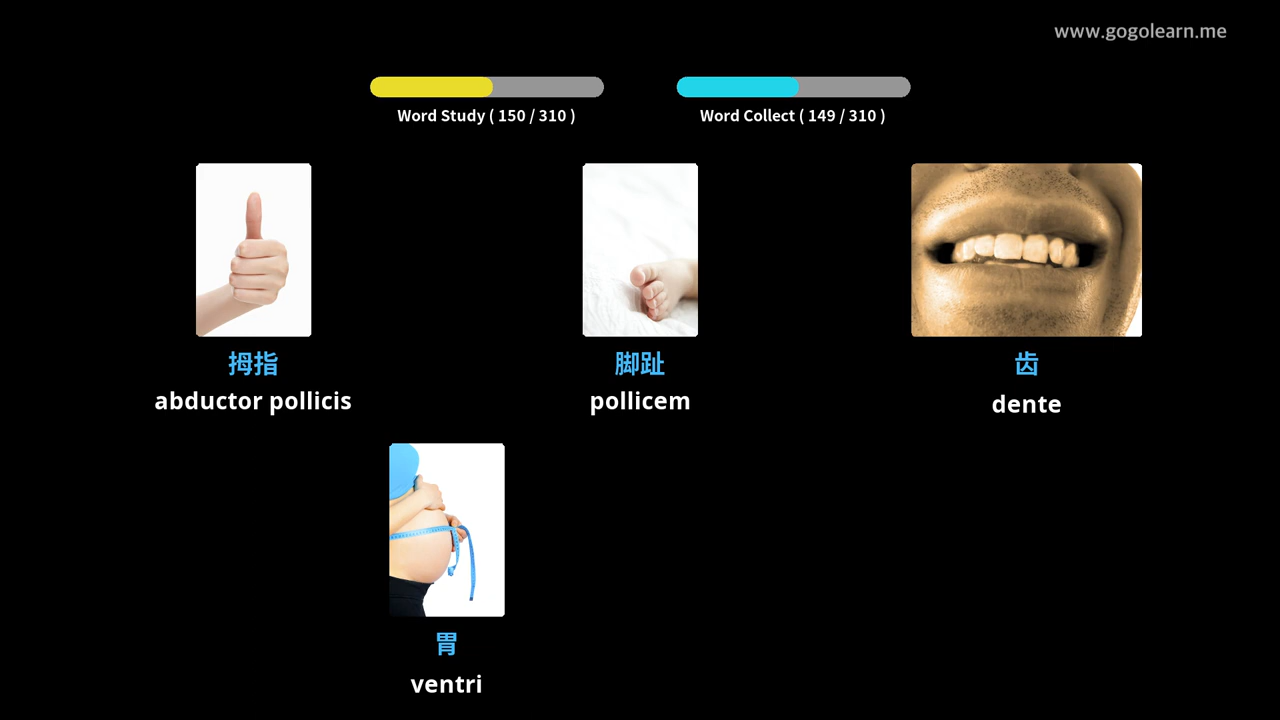 www.gogolearn.me
Word Study ( 150 / 310 )
Word Collect ( 149 / 310 )
拇指
abductor pollicis
脚趾
pollicem
齿
dente
胃
ventri